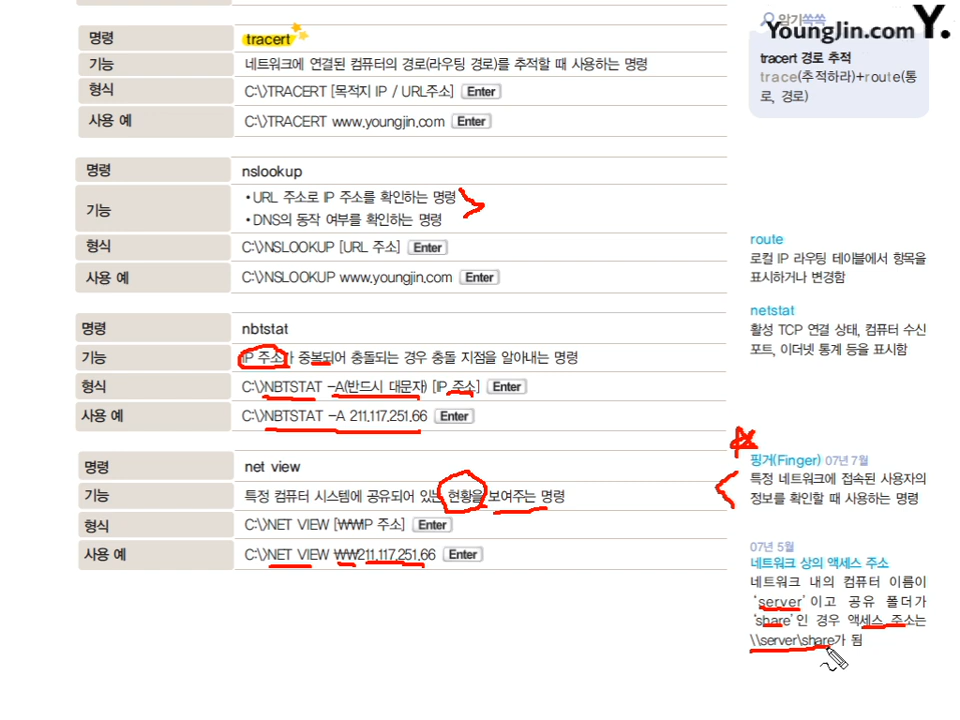 명령 tracert
기능 네트워크에 연결된 컴퓨터의 경로(라우팅 경로)를 추적할 때 사용하는 명령
형식 C:\>TRACERT [목적지 IP / URL주소] Enter
사용 예 C:\>TRACERT www.youngjin.com Enter
명령 nslookup
기능
•URL 주소로 IP 주소를 확인하는 명령
•DNS의 동작 여부를 확인하는 명령
형식 C:\>NSLOOKUP [URL 주소] Enter
사용 예 C:\>NSLOOKUP www.youngjin.com Enter
명령 nbtstat
기능 IP 주소가 중복되어 충돌되는 경우 충돌 지점을 알아내는 명령
형식 C:\>NBTSTAT -A(반드시 대문자) [IP 주소] Enter
사용 예 C:\>NBTSTAT -A 211.117.251.66 Enter
명령 net view
기능 특정 컴퓨터 시스템에 공유되어 있는 현황을 보여주는 명령
형식 C:\>NET VIEW [₩₩IP 주소] Enter
사용 예 C:\>NET VIEW ₩₩211.117.251.66 Enter
암기쏙쏙
YoungJin.com Y.
tracert 경로 추적
trace(추적하라)+route(통
로, 경로)
route
로컬 IP 라우팅 테이블에서 항목을
표시하거나 변경함
netstat
활성 TCP 연결 상태, 컴퓨터 수신
포트, 이더넷 통계 등을 표시함
핑거(Finger) 07년 7월
특정 네트워크에 접속된 사용자의
정보를 확인할 때 사용하는 명령
07년 5월
네트워크 상의 액세스 주소
네트워크 내의 컴퓨터 이름이
'server'이고 공유 폴더가
'share'인 경우 액세스 주소는
\\server\share가 됨